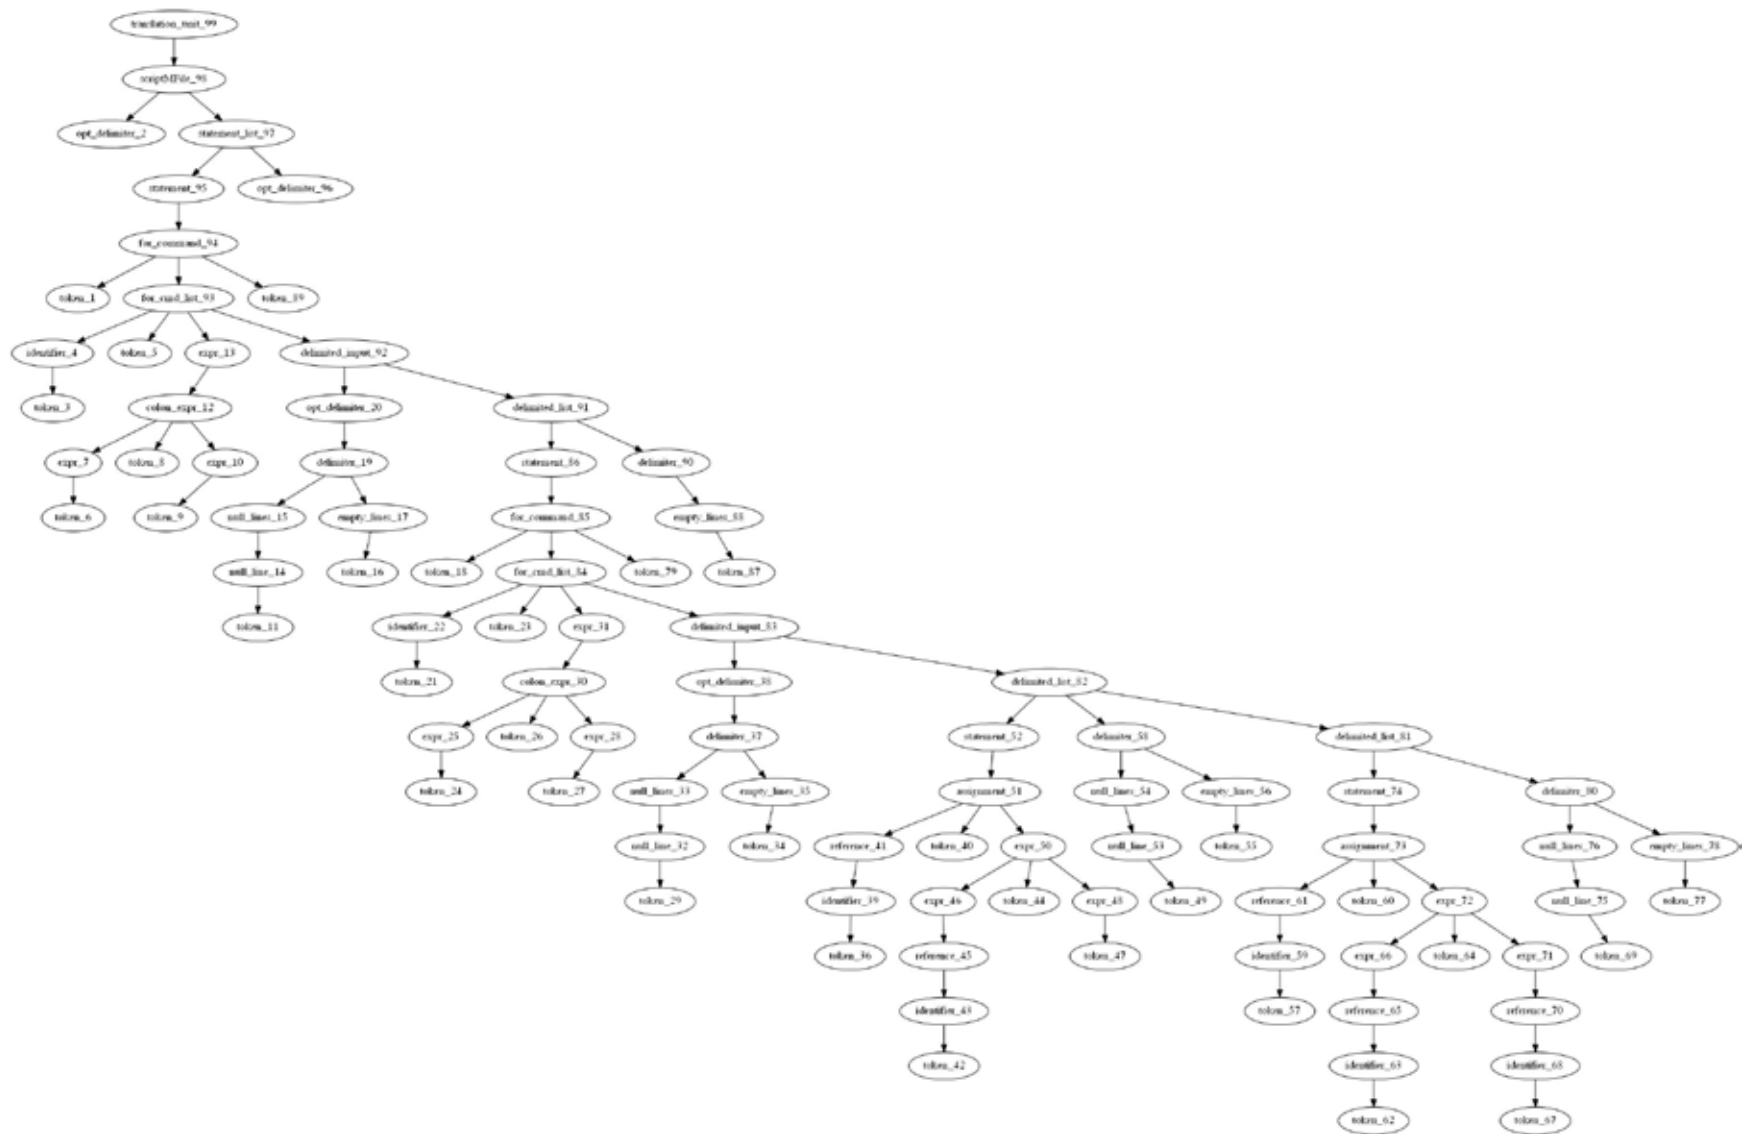 translation_unit_99
scriptMFile_98
opt_delimiter_2 statement_list_97
statement_95 opt_delimiter_96
for_command_94
token_1 for_cmd_list_93 token_89
identifier_4 token_5 expr_13 delimited_input_92
token_3 colon_expr_12 opt_delimiter_20 delimited_list_91
expr_7 token_8 expr_10 delimiter_19 statement_86 delimiter_90
token_6 token_9 null_lines_15 empty_lines_17 for_command_85 empty_lines_88
null_line_14 token_16 token_18 for_cmd_list_84 token_79 token_87
token_11 identifier_22 token_23 expr_31 delimited_input_83
token_21 colon_expr_30 opt_delimiter_38 delimited_list_82
expr_25 token_26 expr_28 delimiter_37 statement_52 delimiter_58 delimited_list_81
token_24 token_27 null_lines_33 empty_lines_35 assignment_51 null_lines_54 empty_lines_56 statement_74 delimiter_80
null_line_32 token_34 reference_41 token_40 expr_50 null_line_53 token_55 assignment_73 null_lines_76 empty_lines_78
token_29 identifier_39 expr_46 token_44 expr_48 token_49 reference_61 token_60 expr_72 null_line_75 token_77
token_36 reference_45 token_47 identifier_59 expr_66 token_64 expr_71 token_69
identifier_43 token_57 reference_65 reference_70
token_42 identifier_63 identifier_68
token_62 token_67